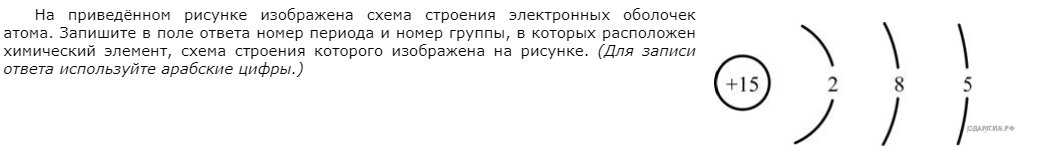 На приведённом рисунке изображена схема строения электронных оболочек
атома. Запишите в поле ответа номер периода и номер группы, в которых расположен
химический элемент, схема строения которого изображена на рисунке. (Для записи
ответа используйте арабские цифры.)
+15 2 8 5